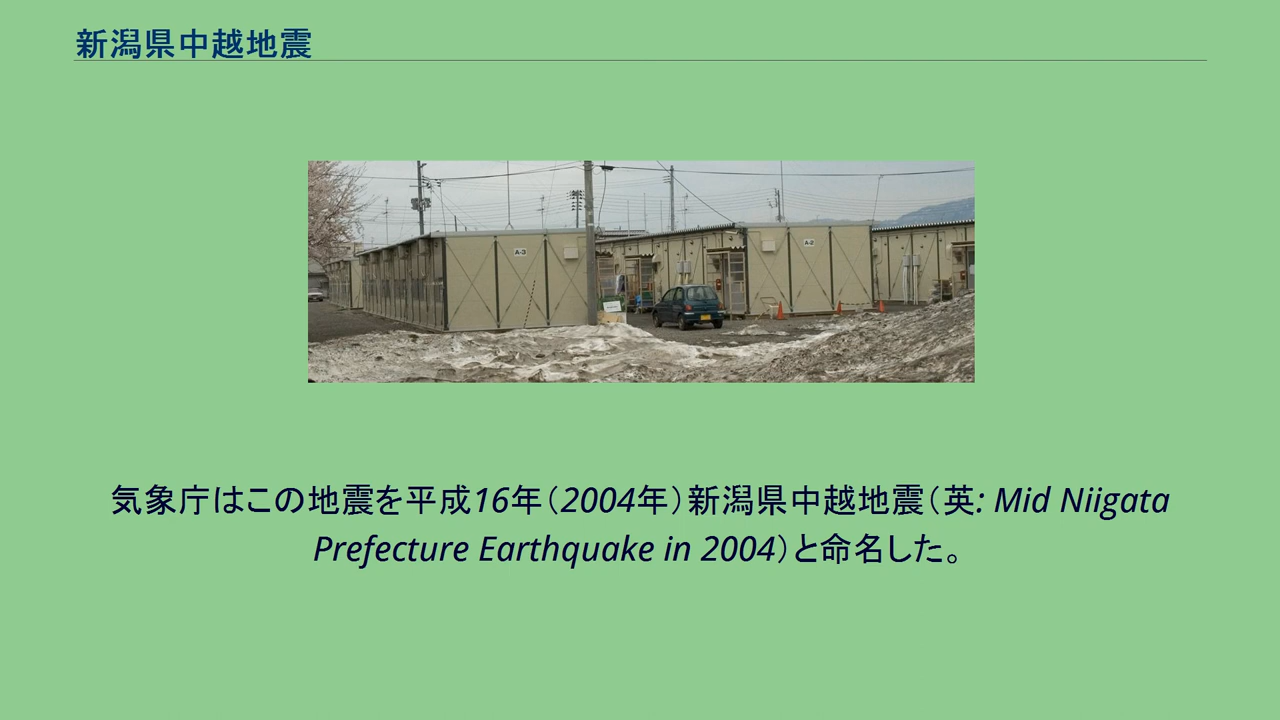 新潟県中越地震
A-3
A-2
気象庁はこの地震を平成16年（2004年）新潟県中越地震（英: Mid Niigata
Prefecture Earthquake in 2004）と命名した。